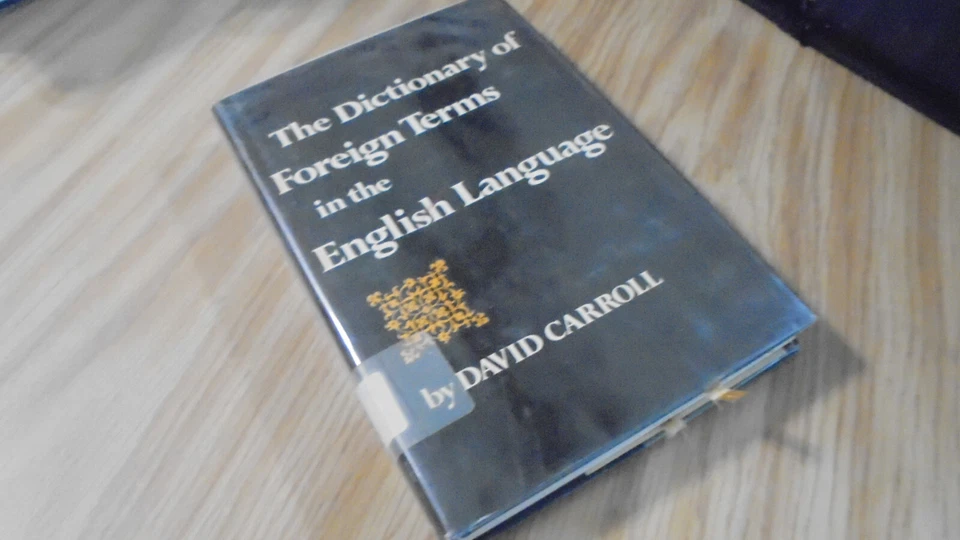 The Dictionary of
Foreign Terms
in the
English Language
by DAVID CARROLL